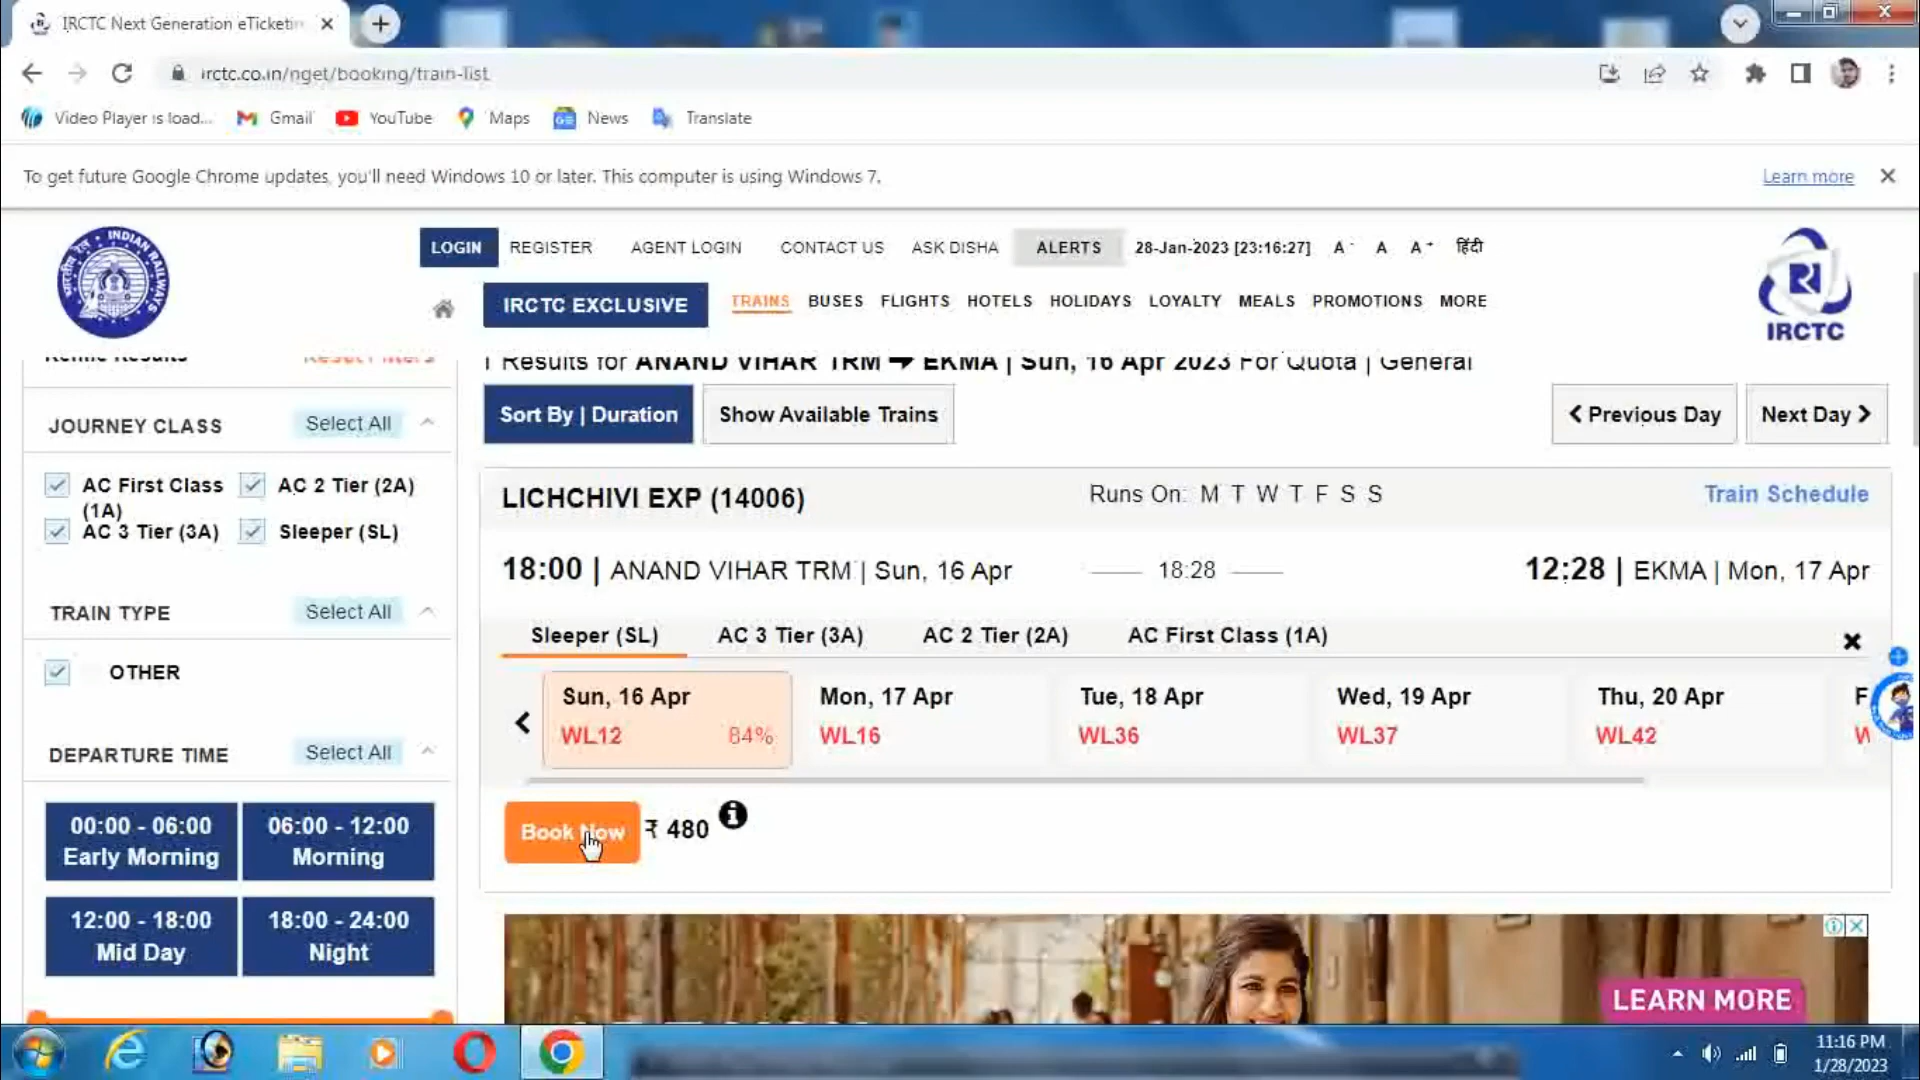 IRCTC Next Generation eTicketin
irctc.co.in/nget/booking/train-list
Video Player is load... Gmail YouTube Maps News Translate
To get future Google Chrome updates, you'll need Windows 10 or later. This computer is using Windows 7. Learn more
INDIAN RAILWAYS
LOGIN REGISTER AGENT LOGIN CONTACT US ASK DISHA ALERTS 28-Jan-2023 [23:16:27] A- A A+ हिंदी
IRCTC EXCLUSIVE TRAINS BUSES FLIGHTS HOTELS HOLIDAYS LOYALTY MEALS PROMOTIONS MORE
IRCTC
Refine Results Reset Filters
1 Results for ANAND VIHAR TRM ➞ EKMA | Sun, 16 Apr 2023 For Quota | General
Sort By | Duration Show Available Trains Previous Day Next Day
JOURNEY CLASS Select All
AC First Class (1A) AC 2 Tier (2A)
AC 3 Tier (3A) Sleeper (SL)
TRAIN TYPE Select All
OTHER
DEPARTURE TIME Select All
00:00 - 06:00 Early Morning
06:00 - 12:00 Morning
12:00 - 18:00 Mid Day
18:00 - 24:00 Night
LICHCHIVI EXP (14006) Runs On: M T W T F S S Train Schedule
18:00 | ANAND VIHAR TRM | Sun, 16 Apr 18:28 12:28 | EKMA | Mon, 17 Apr
Sleeper (SL) AC 3 Tier (3A) AC 2 Tier (2A) AC First Class (1A)
Sun, 16 Apr Mon, 17 Apr Tue, 18 Apr Wed, 19 Apr Thu, 20 Apr F
WL12 84% WL16 WL36 WL37 WL42 W
Book Now ₹ 480
LEARN MORE
11:16 PM
1/28/2023